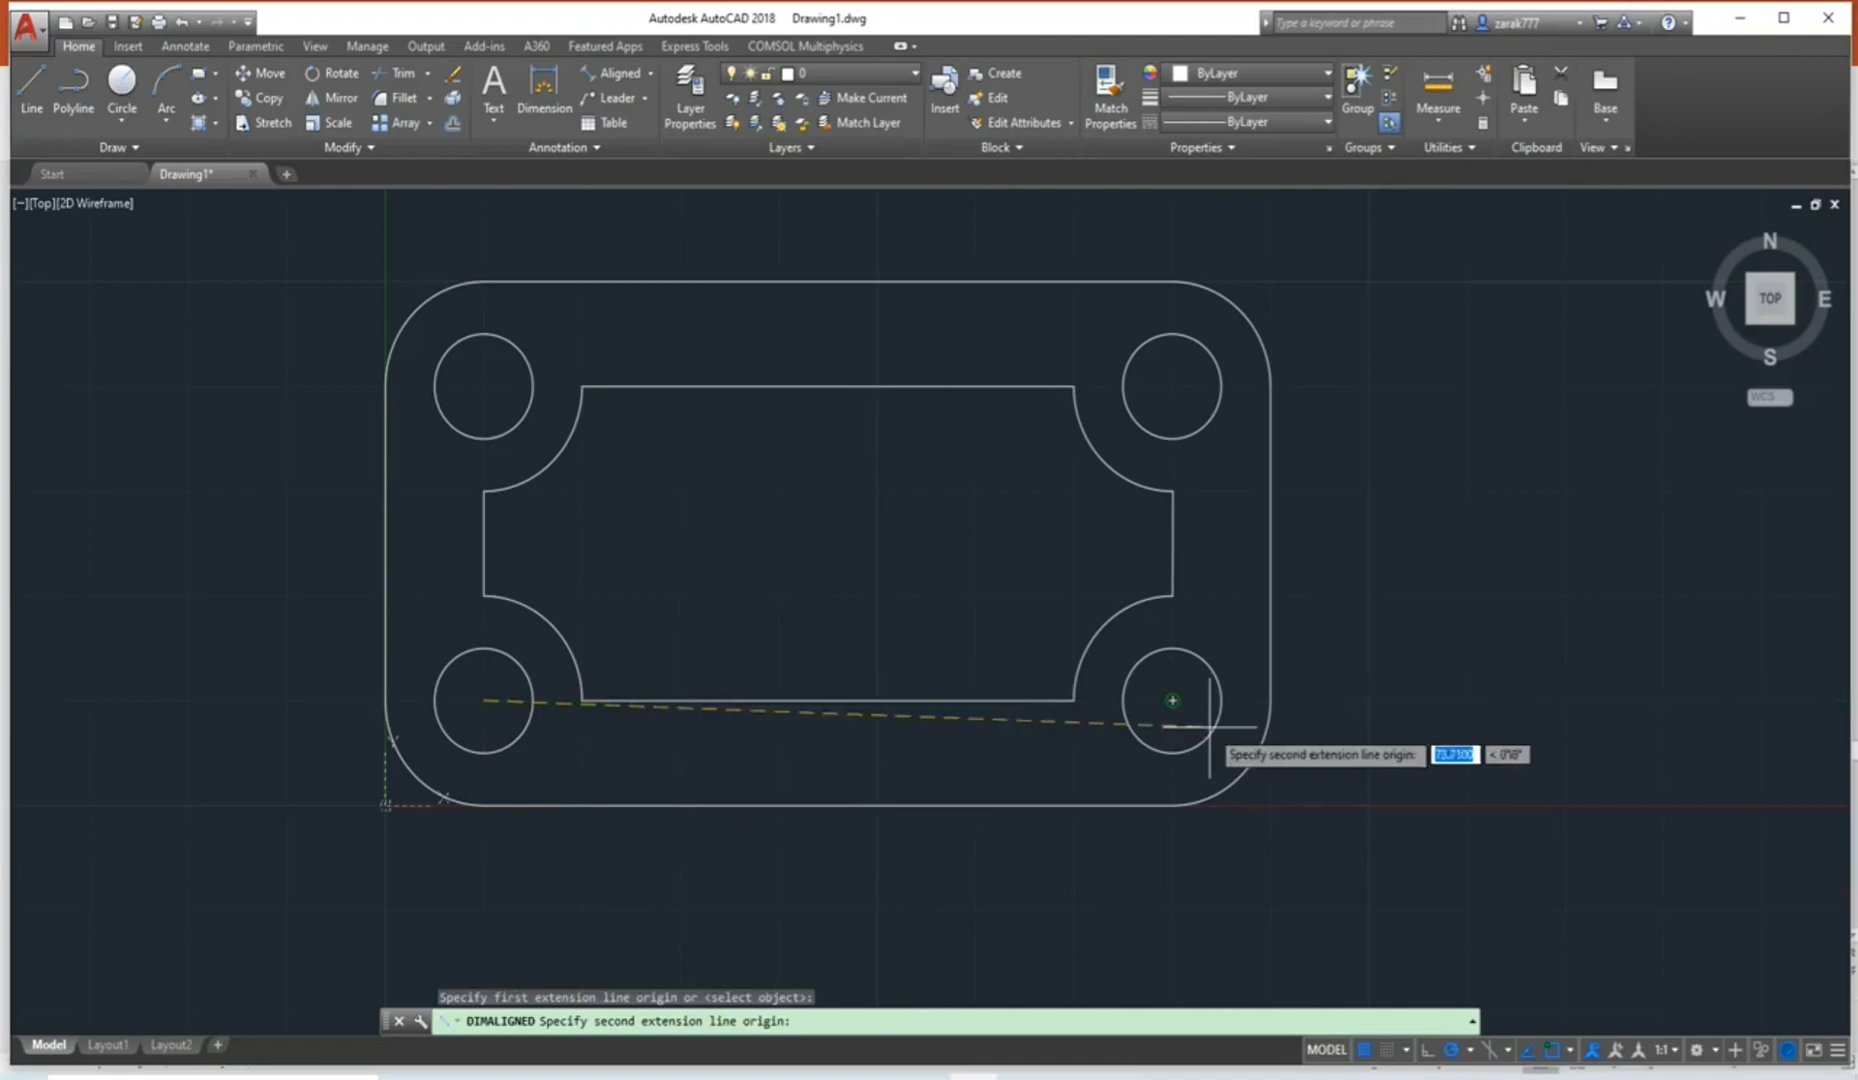 Autodesk AutoCAD 2018 Drawing1.dwg
Type a keyword or phrase
zarak777
Home Insert Annotate Parametric View Manage Output Add-ins A360 Featured Apps Express Tools COMSOL Multiphysics
Line Polyline Circle Arc
Move Rotate Trim
Copy Mirror Fillet
Stretch Scale Array
Text Dimension
Aligned
Leader
Table
Layer Properties
0
Make Current
Match Layer
Insert
Create
Edit
Edit Attributes
Match Properties
ByLayer
ByLayer
ByLayer
Group
Measure
Paste
Base
Draw Modify Annotation Layers Block Properties Groups Utilities Clipboard View
Start Drawing1*
[−][Top][2D Wireframe]
N
W TOP E
S
WCS
Specify second extension line origin:
Specify first extension line origin or <select object>:
DIMALIGNED Specify second extension line origin:
Model Layout1 Layout2
MODEL 1:1